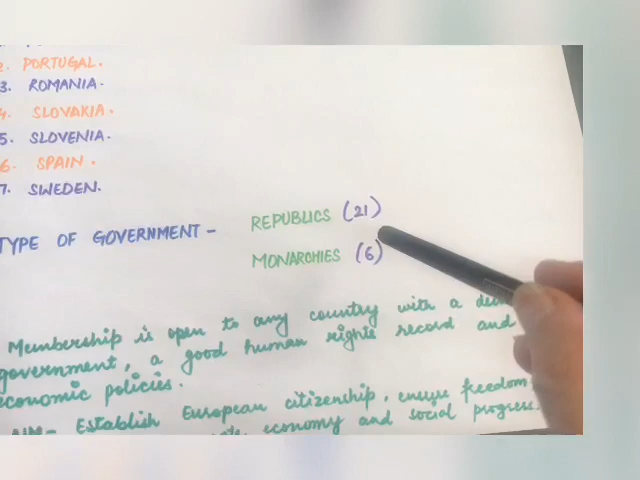 2. PORTUGAL.
3. ROMANIA.
4. SLOVAKIA.
5. SLOVENIA.
6. SPAIN.
7. SWEDEN.
TYPE OF GOVERNMENT - REPUBLICS (21)
MONARCHIES (6)
Membership is open to any country with a
government, a good human rights record and
economic policies.
AIM- Establish European citizenship, ensure freedom
economy and social progress.